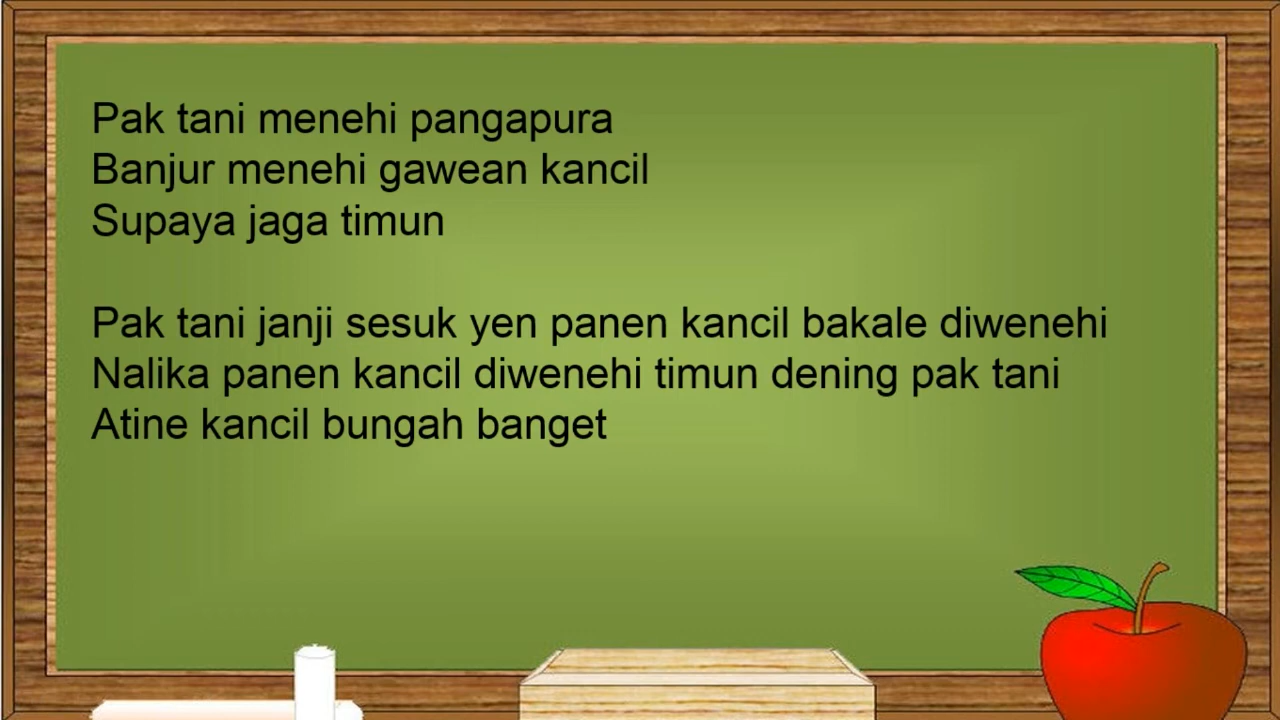 Pak tani menehi pangapura
Banjur menehi gawean kancil
Supaya jaga timun
Pak tani janji sesuk yen panen kancil bakale diwenehi
Nalika panen kancil diwenehi timun dening pak tani
Atine kancil bungah banget